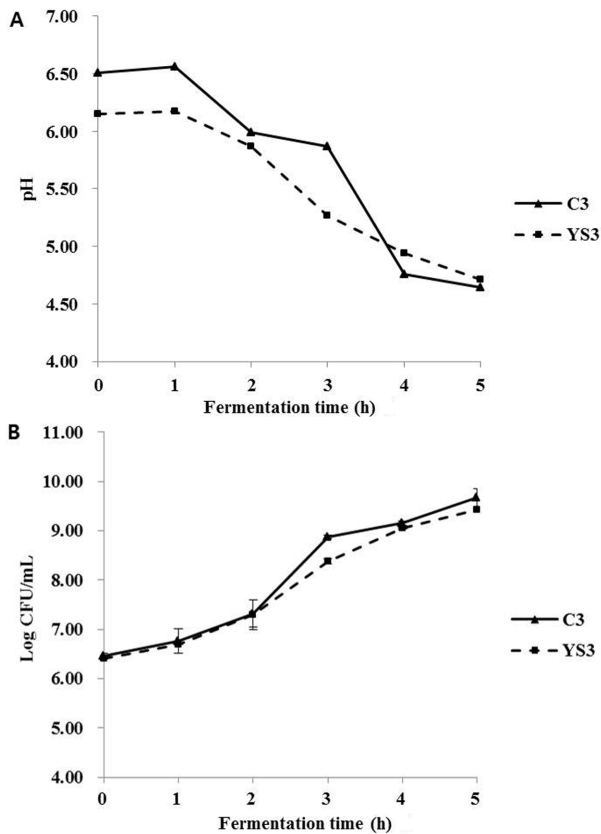 A
7.00
6.50
6.00
5.50
5.00
4.50
4.00
pH
0 1 2 3 4 5
Fermentation time (h)
C3
YS3
B
11.00
10.00
9.00
8.00
7.00
6.00
5.00
4.00
Log CFU/mL
0 1 2 3 4 5
Fermentation time (h)
C3
YS3